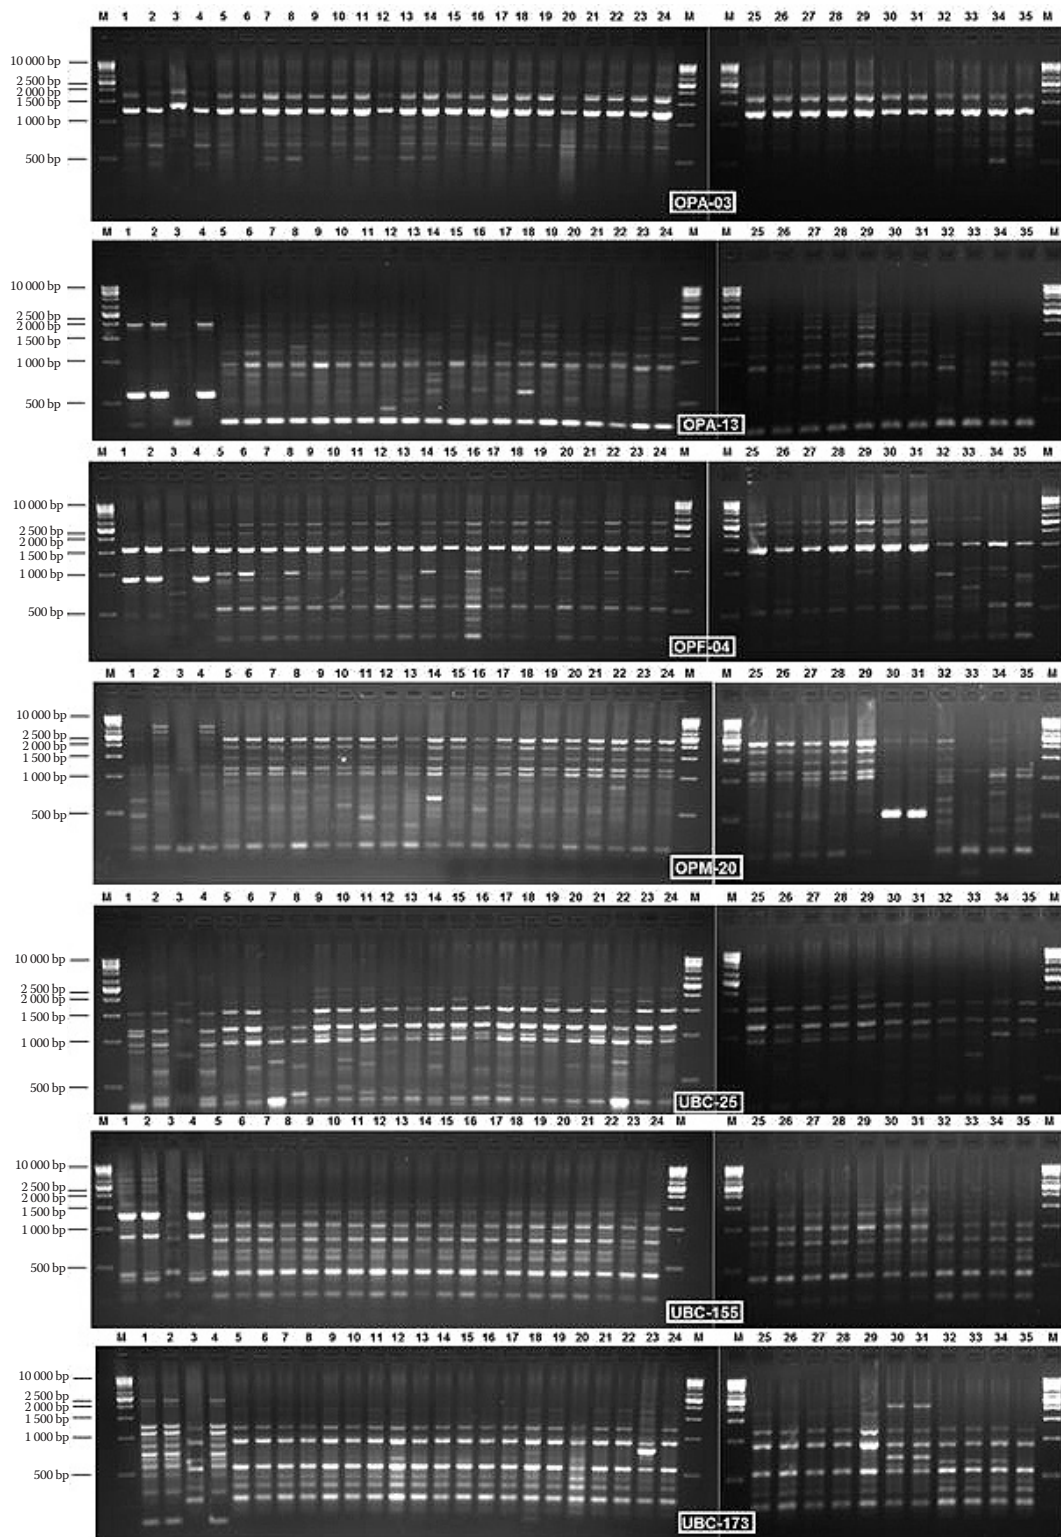 M 1 2 3 4 5 6 7 8 9 10 11 12 13 14 15 16 17 18 19 20 21 22 23 24 M M 25 26 27 28 29 30 31 32 33 34 35 M
10 000 bp
2 500 bp
2 000 bp
1 500 bp
1 000 bp
500 bp
OPA-03
M 1 2 3 4 5 6 7 8 9 10 11 12 13 14 15 16 17 18 19 20 21 22 23 24 M M 25 26 27 28 29 30 31 32 33 34 35 M
10 000 bp
2 500 bp
2 000 bp
1 500 bp
1 000 bp
500 bp
OPA-13
M 1 2 3 4 5 6 7 8 9 10 11 12 13 14 15 16 17 18 19 20 21 22 23 24 M M 25 26 27 28 29 30 31 32 33 34 35 M
10 000 bp
2 500 bp
2 000 bp
1 500 bp
1 000 bp
500 bp
OPF-04
M 1 2 3 4 5 6 7 8 9 10 11 12 13 14 15 16 17 18 19 20 21 22 23 24 M M 25 26 27 28 29 30 31 32 33 34 35 M
10 000 bp
2 500 bp
2 000 bp
1 500 bp
1 000 bp
500 bp
OPM-20
M 1 2 3 4 5 6 7 8 9 10 11 12 13 14 15 16 17 18 19 20 21 22 23 24 M M 25 26 27 28 29 30 31 32 33 34 35 M
10 000 bp
2 500 bp
2 000 bp
1 500 bp
1 000 bp
500 bp
UBC-25
M 1 2 3 4 5 6 7 8 9 10 11 12 13 14 15 16 17 18 19 20 21 22 23 24 M M 25 26 27 28 29 30 31 32 33 34 35 M
10 000 bp
2 500 bp
2 000 bp
1 500 bp
1 000 bp
500 bp
UBC-155
M 1 2 3 4 5 6 7 8 9 10 11 12 13 14 15 16 17 18 19 20 21 22 23 24 M M 25 26 27 28 29 30 31 32 33 34 35 M
10 000 bp
2 500 bp
2 000 bp
1 500 bp
1 000 bp
500 bp
UBC-173